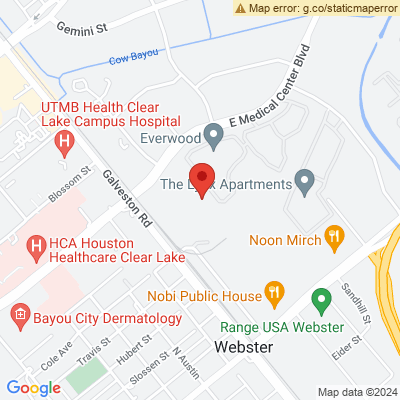 Map error: g.co/staticmaperror
Gemini St
Cow Bayou
E Medical Center Blvd
UTMB Health Clear
Lake Campus Hospital
Everwood
Blossom St
Galveston Rd
The Apartments
HCA Houston
Healthcare Clear Lake
Noon Mirch
Nobi Public House
Sandhill St
Bayou City Dermatology
Range USA Webster
Webster
Eider St
Cole Ave
Travis St
Hubert St
Slossen St
N Austin
Google
Map data ©2024